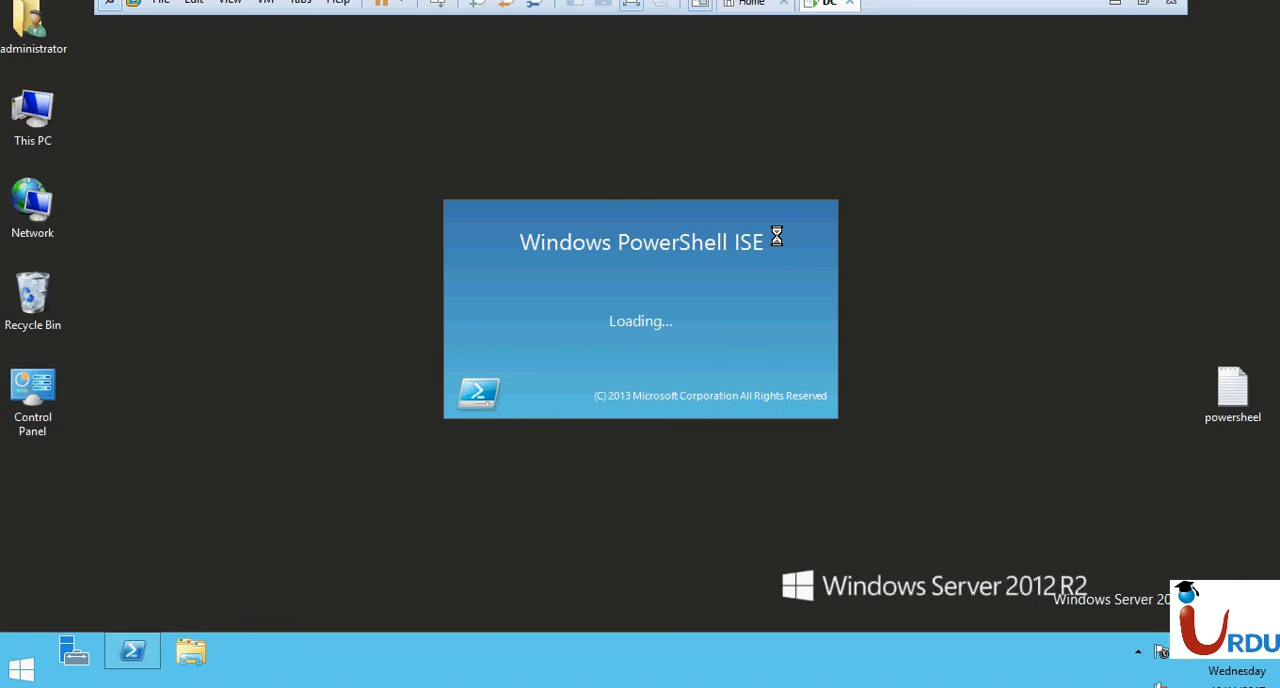 File Edit View VM Tabs Help
Home
DC
administrator
This PC
Network
Recycle Bin
Control
Panel
Windows PowerShell ISE
Loading...
(C) 2013 Microsoft Corporation All Rights Reserved
powersheel
Windows Server 2012 R2
Windows Server 20
URDU
Wednesday